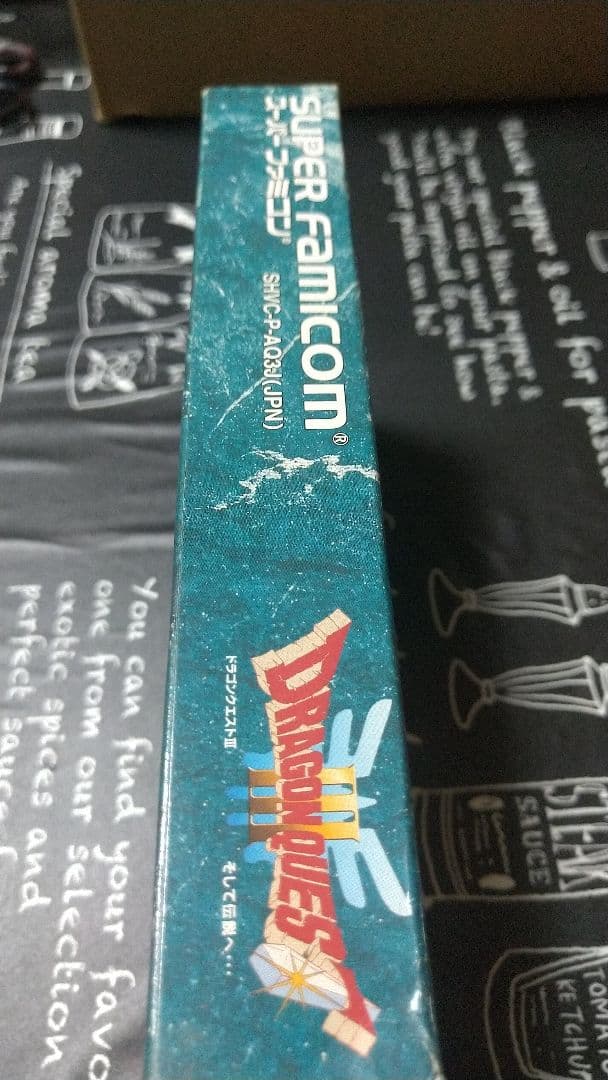 SUPER FAMICOM®
スーパーファミコン®
SHVC-P-AQ3J(JPN)
DRAGON QUEST
III
ドラゴンクエストIII
そして伝説へ・・・
Special aroma tea
You can find your favo
one from our selection
exotic spices and
perfect sauce
black pepper & oil for pasta
STEAK
SAUCE
TOMATO
KETCHUP